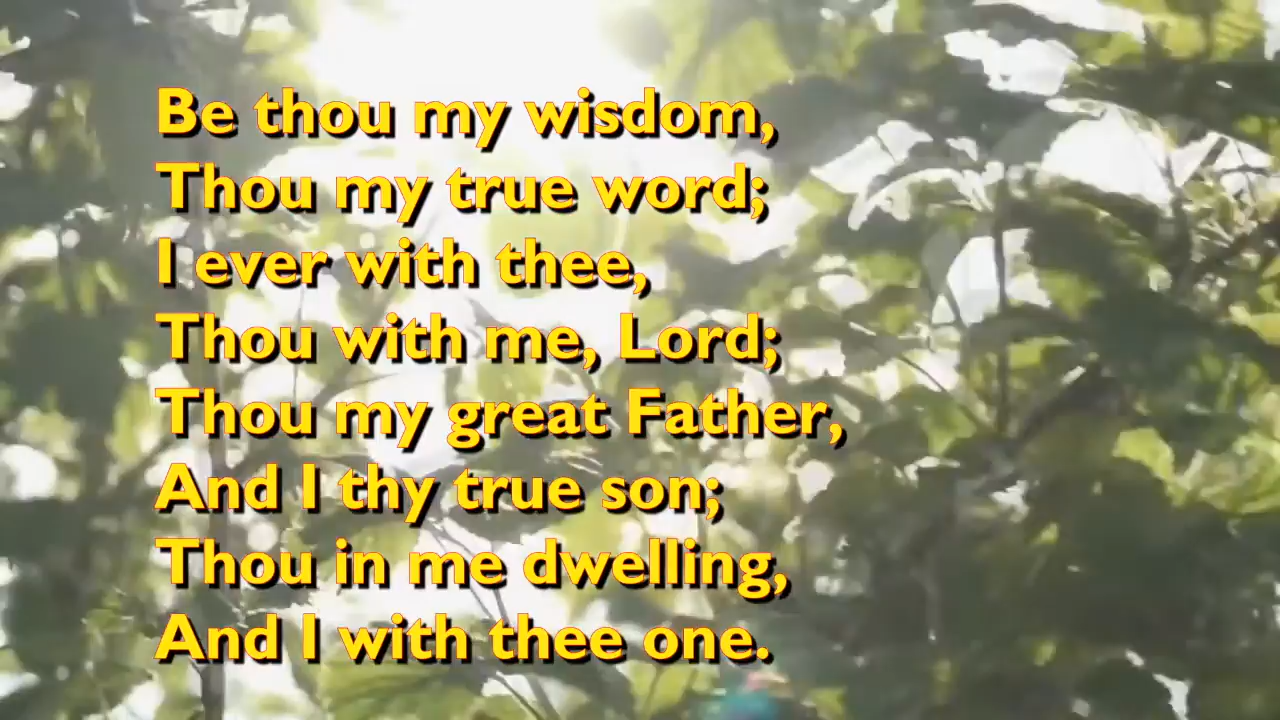 Be thou my wisdom,
Thou my true word;
I ever with thee,
Thou with me, Lord;
Thou my great Father,
And I thy true son;
Thou in me dwelling,
And I with thee one.